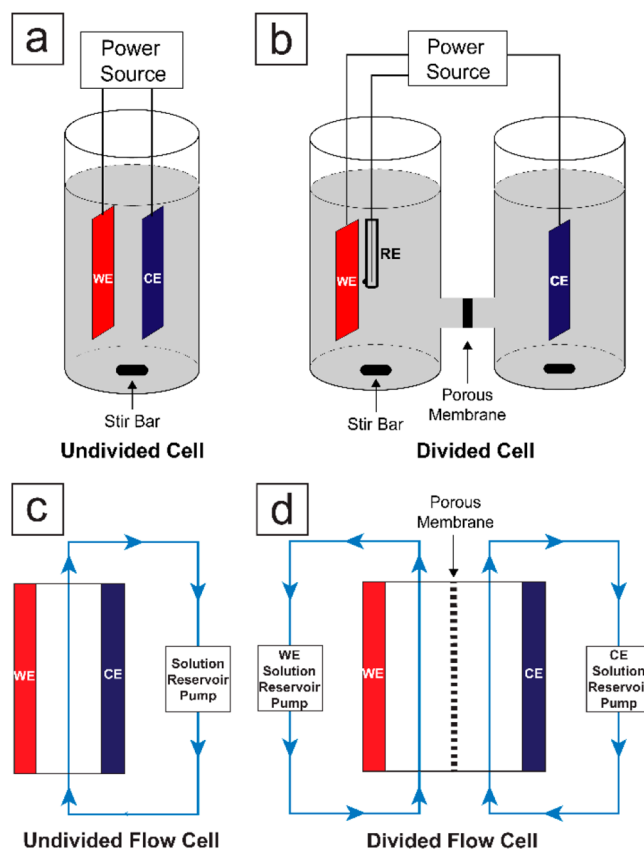 a
Power
Source
WE
CE
Stir Bar
Undivided Cell
b
Power
Source
WE
RE
CE
Stir Bar
Porous
Membrane
Divided Cell
c
WE
CE
Solution
Reservoir
Pump
Undivided Flow Cell
d
Porous
Membrane
WE
Solution
Reservoir
Pump
WE
CE
CE
Solution
Reservoir
Pump
Divided Flow Cell